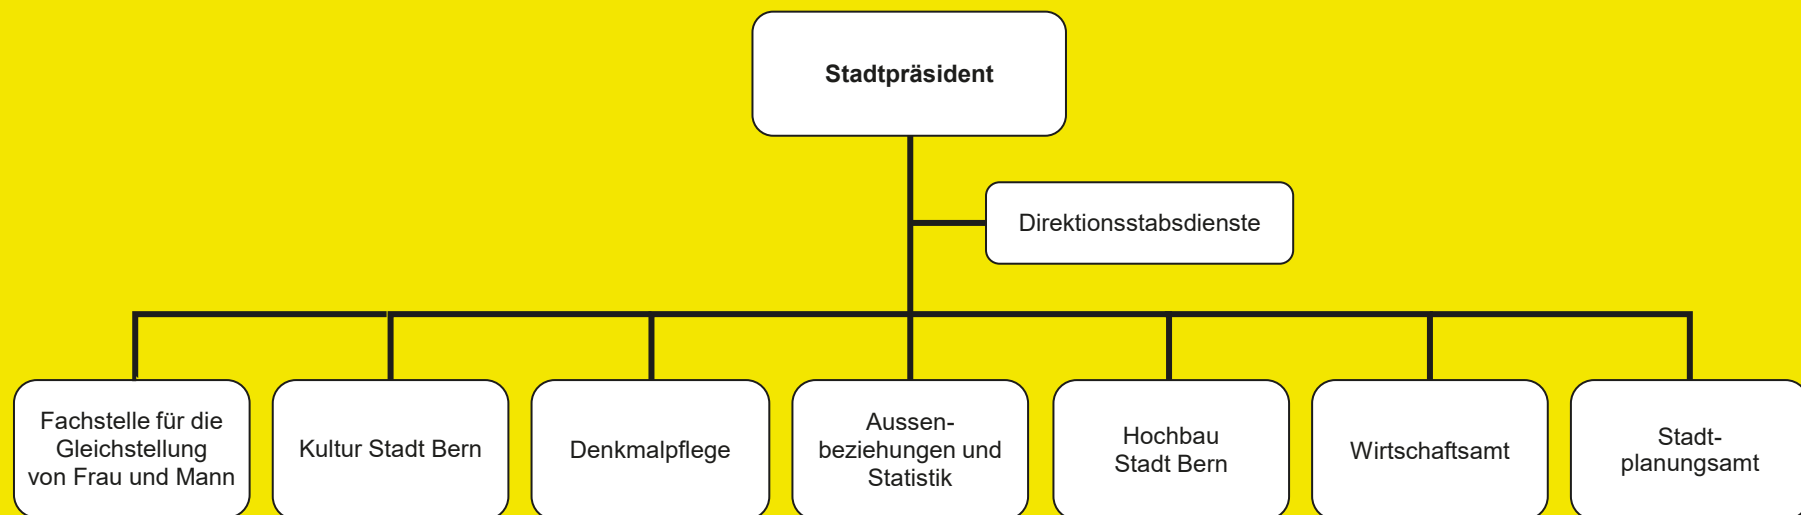 Stadtpräsident
Direktionsstabsdienste
Fachstelle für die
Gleichstellung
von Frau und Mann
Kultur Stadt Bern
Denkmalpflege
Aussen-
beziehungen und
Statistik
Hochbau
Stadt Bern
Wirtschaftsamt
Stadt-
planungsamt